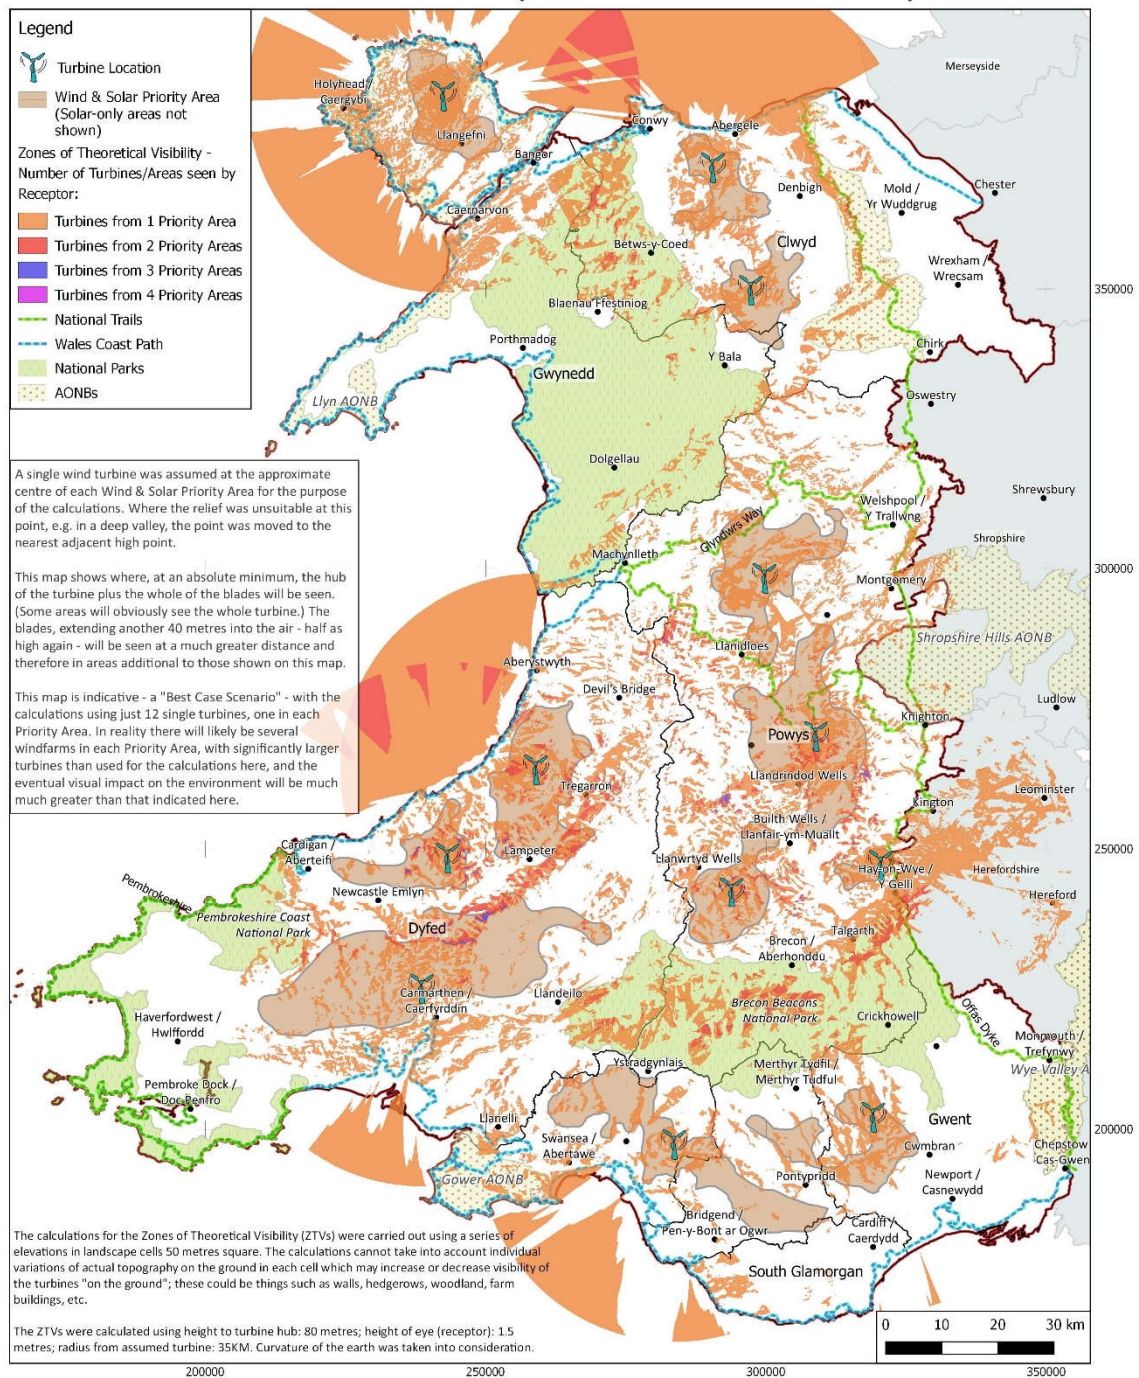 Legend
Turbine Location
Wind & Solar Priority Area
(Solar-only areas not
shown)
Zones of Theoretical Visibility -
Number of Turbines/Areas seen by
Receptor:
Turbines from 1 Priority Area
Turbines from 2 Priority Areas
Turbines from 3 Priority Areas
Turbines from 4 Priority Areas
National Trails
Wales Coast Path
National Parks
AONBs
A single wind turbine was assumed at the approximate
centre of each Wind & Solar Priority Area for the purpose
of the calculations. Where the relief was unsuitable at this
point, e.g. in a deep valley, the point was moved to the
nearest adjacent high point.
This map shows where, at an absolute minimum, the hub
of the turbine plus the whole of the blades will be seen.
(Some areas will obviously see the whole turbine.) The
blades, extending another 40 metres into the air - half as
high again - will be seen at a much greater distance and
therefore in areas additional to those shown on this map.
This map is indicative - a "Best Case Scenario" - with the
calculations using just 12 single turbines, one in each
Priority Area. In reality there will likely be several
windfarms in each Priority Area, with significantly larger
turbines than used for the calculations here, and the
eventual visual impact on the environment will be much
much greater than that indicated here.
Merseyside
Holyhead /
Caergybi
Llangefni
Bangor
Conwy
Abergele
Caernarvon
Denbigh
Mold /
Yr Wuddgrug
Chester
Clwyd
Betws-y-Coed
Wrexham /
Wrecsam
Blaenau Ffestiniog
350000
Porthmadog
Y Bala
Chirk
Gwynedd
Llyn AONB
Oswestry
Dolgellau
Shrewsbury
Welshpool /
Y Trallwng
Glyndwrs Way
Shropshire
Machynlleth
300000
Montgomery
Shropshire Hills AONB
Llanidloes
Aberystwyth
Devil's Bridge
Ludlow
Knighton
Powys
Llandrindod Wells
Tregarron
Leominster
Kington
Builth Wells /
Llanfair-ym-Muallt
Cardigan /
Aberteifi
Lampeter
Llanwrtyd Wells
250000
Hay-on-Wye /
Y Gelli
Herefordshire
Hereford
Newcastle Emlyn
Pembrokeshire
Pembrokeshire Coast
National Park
Dyfed
Talgarth
Brecon /
Aberhonddu
Carmarthen /
Caerfyrddin
Llandeilo
Brecon Beacons
National Park
Crickhowell
Offas Dyke
Haverfordwest /
Hwlffordd
Monmouth /
Trefynwy
Wye Valley A
Ystradgynlais
Merthyr Tydfil /
Merthyr Tudful
Pembroke Dock /
Doc Penfro
Llanelli
Gwent
200000
Swansea /
Abertawe
Cwmbran
Chepstow
Cas-Gwen
Gower AONB
Pontypridd
Newport /
Casnewydd
Bridgend /
Pen-y-Bont ar Ogwr
Cardiff /
Caerdydd
South Glamorgan
The calculations for the Zones of Theoretical Visibility (ZTVs) were carried out using a series of
elevations in landscape cells 50 metres square. The calculations cannot take into account individual
variations of actual topography on the ground in each cell which may increase or decrease visibility of
the turbines "on the ground"; these could be things such as walls, hedgerows, woodland, farm
buildings, etc.
The ZTVs were calculated using height to turbine hub: 80 metres; height of eye (receptor): 1.5
metres; radius from assumed turbine: 35KM. Curvature of the earth was taken into consideration.
0 10 20 30 km
200000 250000 300000 350000